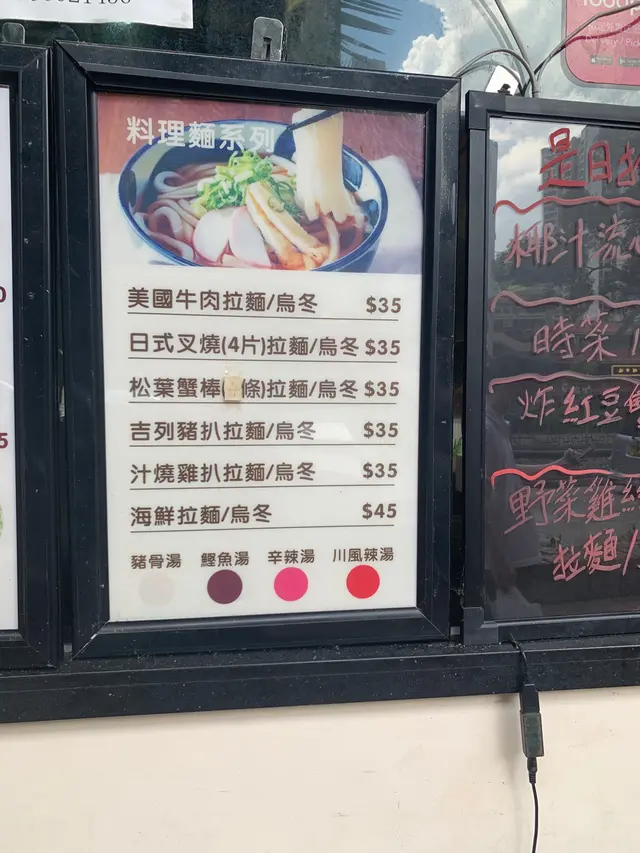 料理麵系列
美國牛肉拉麵/烏冬 $35
日式叉燒(4片)拉麵/烏冬 $35
松葉蟹棒( 條)拉麵/烏冬 $35
吉列豬扒拉麵/烏冬 $35
汁燒雞扒拉麵/烏冬 $35
海鮮拉麵/烏冬 $45
豬骨湯 鰹魚湯 辛辣湯 川風辣湯
是日
椰汁流
時菜
炸紅豆
野菜雞
拉麵/